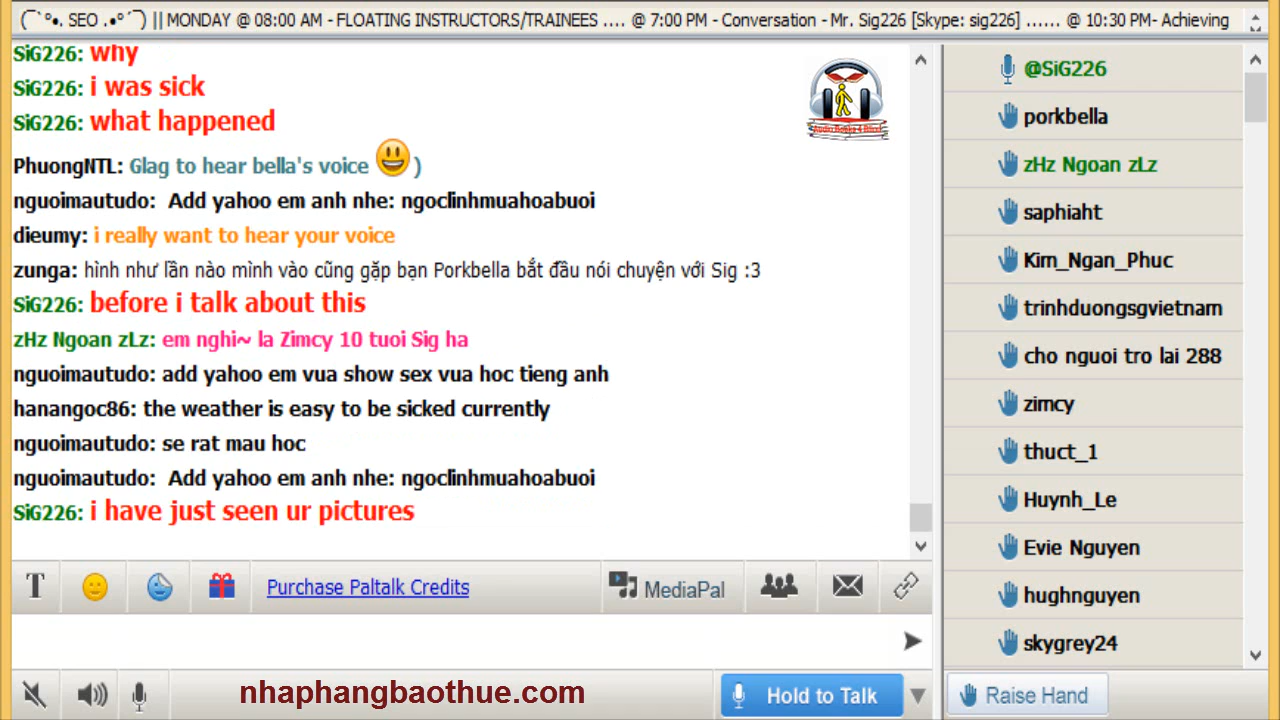 (¯`°•. SEO .•°´¯) || MONDAY @ 08:00 AM - FLOATING INSTRUCTORS/TRAINEES .... @ 7:00 PM - Conversation - Mr. Sig226 [Skype: sig226] ...... @ 10:30 PM- Achieving
SiG226: why
SiG226: i was sick
SiG226: what happened
PhuongNTL: Glag to hear bella's voice 😃 )
nguoimautudo: Add yahoo em anh nhe: ngoclinhmuahoabuoi
dieumy: i really want to hear your voice
zunga: hình như lần nào mình vào cũng gặp bạn Porkbella bắt đầu nói chuyện với Sig :3
SiG226: before i talk about this
zHz Ngoan zLz: em nghi~ la Zimcy 10 tuoi Sig ha
nguoimautudo: add yahoo em vua show sex vua hoc tieng anh
hanangoc86: the weather is easy to be sicked currently
nguoimautudo: se rat mau hoc
nguoimautudo: Add yahoo em anh nhe: ngoclinhmuahoabuoi
SiG226: i have just seen ur pictures
Audio Books 4 Blind
@SiG226
porkbella
zHz Ngoan zLz
saphiaht
Kim_Ngan_Phuc
trinhduongsgvietnam
cho nguoi tro lai 288
zimcy
thuct_1
Huynh_Le
Evie Nguyen
hughnguyen
skygrey24
T
Purchase Paltalk Credits
MediaPal
nhaphangbaothue.com
Hold to Talk
Raise Hand